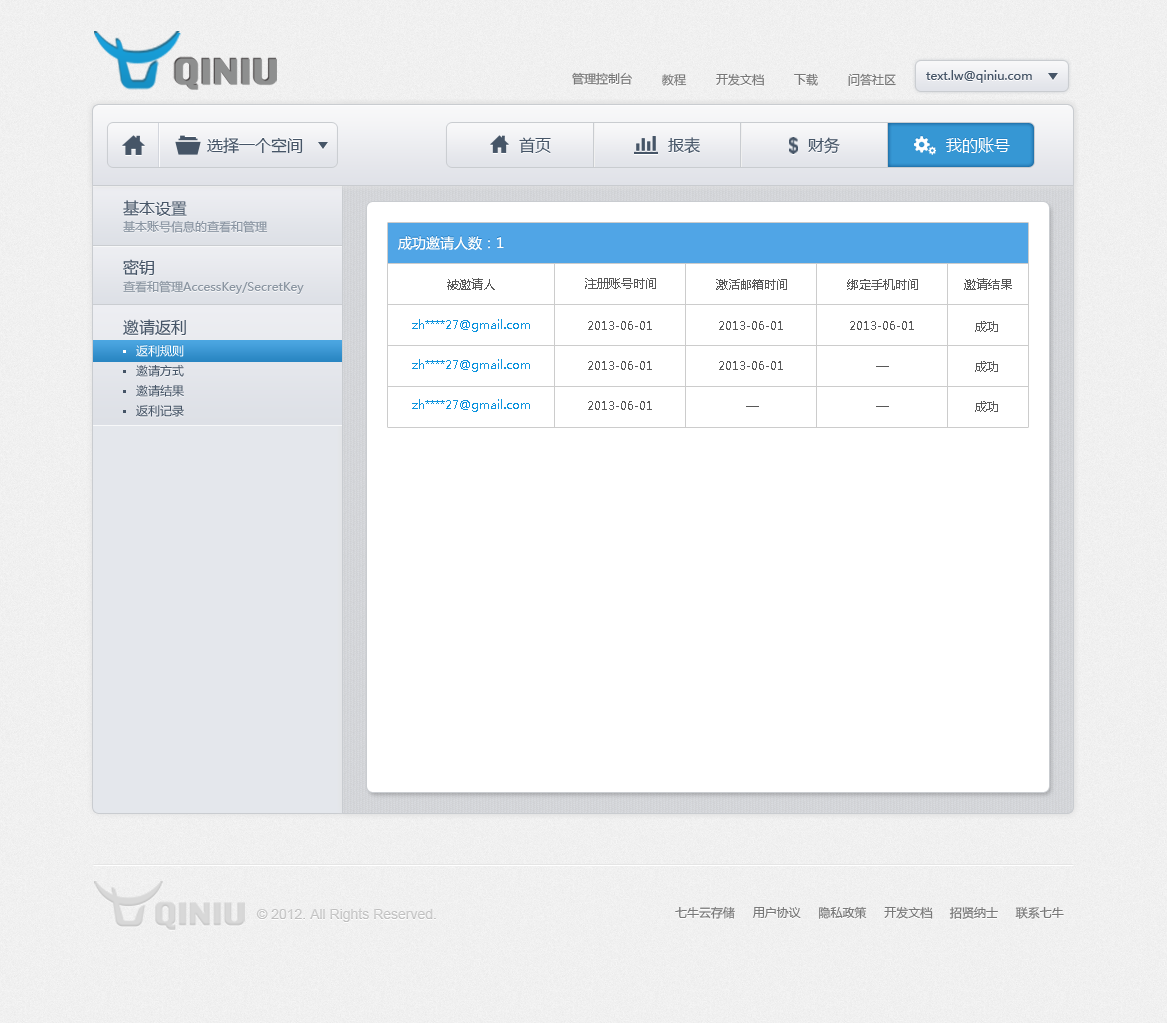 QINIU
管理控制台 教程 开发文档 下载 问答社区 text.lw@qiniu.com
选择一个空间 首页 报表 $ 财务 我的账号
基本设置
基本账号信息的查看和管理
密钥
查看和管理AccessKey/SecretKey
邀请返利
返利规则
邀请方式
邀请结果
返利记录
成功邀请人数：1
被邀请人 注册账号时间 激活邮箱时间 绑定手机时间 邀请结果
zh****27@gmail.com 2013-06-01 2013-06-01 2013-06-01 成功
zh****27@gmail.com 2013-06-01 2013-06-01 — 成功
zh****27@gmail.com 2013-06-01 — — 成功
QINIU © 2012. All Rights Reserved.
七牛云存储 用户协议 隐私政策 开发文档 招贤纳士 联系七牛